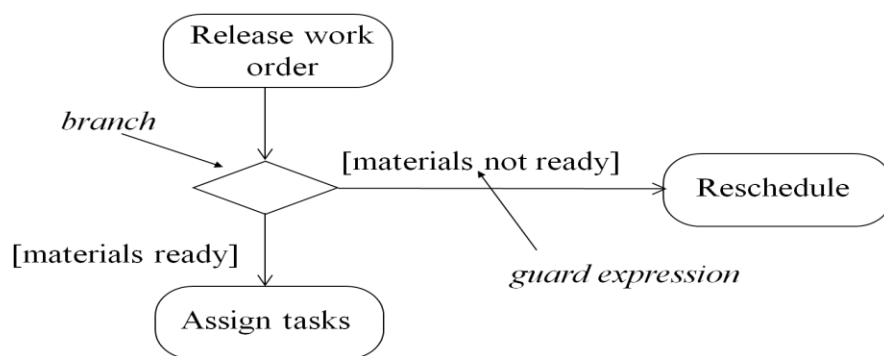 Release work
order
branch
[materials not ready]
Reschedule
[materials ready]
guard expression
Assign tasks